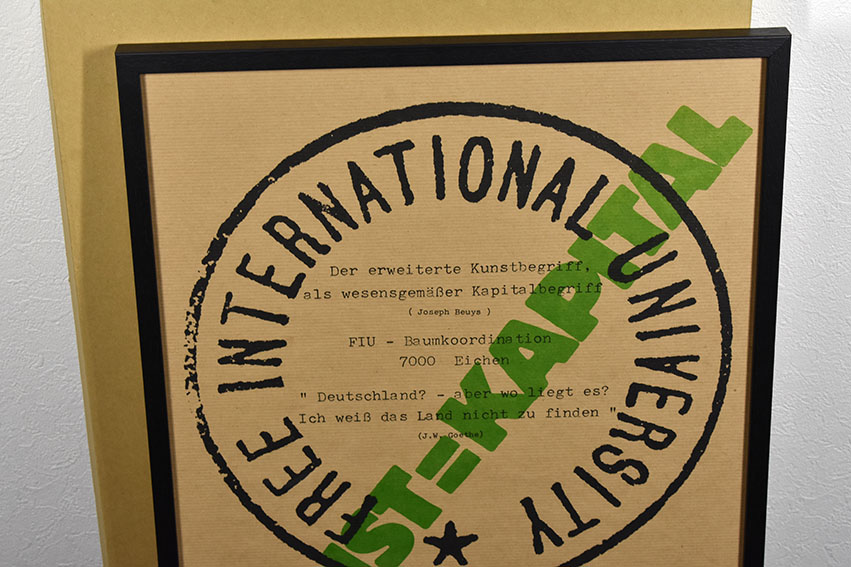 FREE INTERNATIONAL UNIVERSITY
Der erweiterte Kunstbegriff,
als wesensgemäßer Kapitalbegriff
( Joseph Beuys )
FIU - Baumkoordination
7000 Eichen
" Deutschland? - aber wo liegt es?
Ich weiß das Land nicht zu finden "
(J.W. Goethe)
ST=KAPITAL